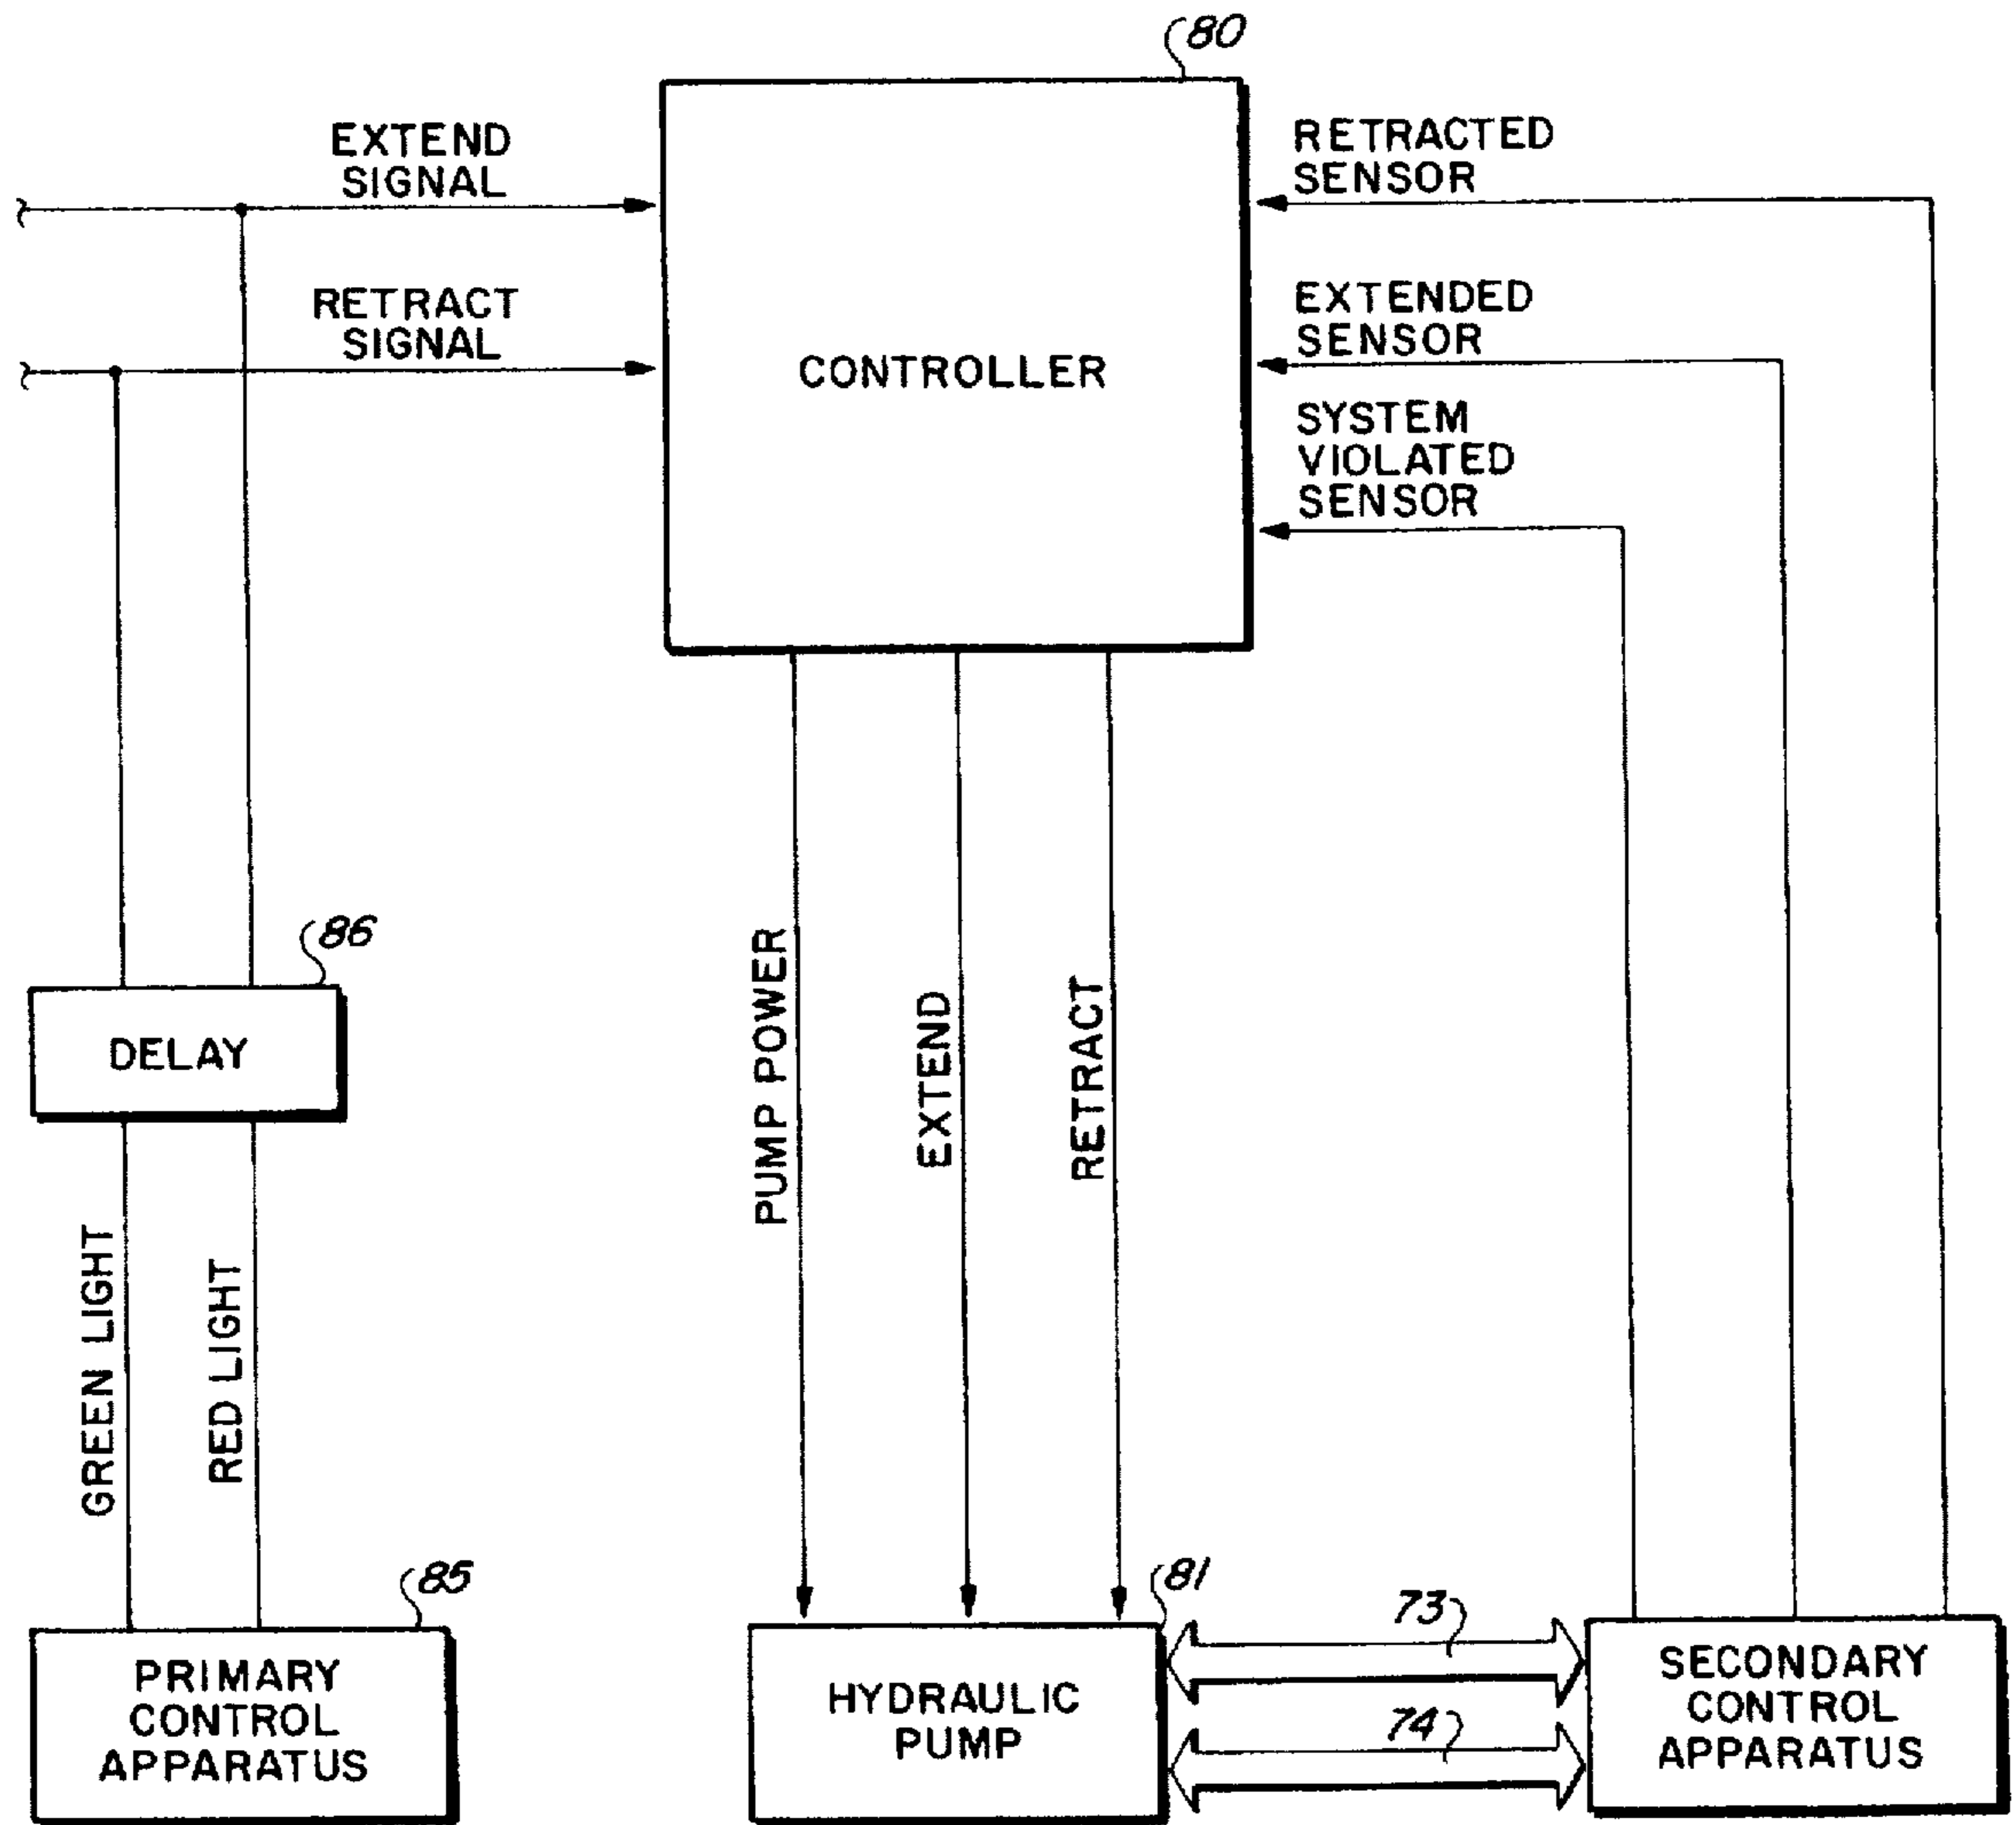 80
EXTEND
SIGNAL
RETRACTED
SENSOR
RETRACT
SIGNAL
CONTROLLER
EXTENDED
SENSOR
SYSTEM
VIOLATED
SENSOR
86
DELAY
PUMP POWER
EXTEND
RETRACT
GREEN LIGHT
RED LIGHT
85
PRIMARY
CONTROL
APPARATUS
81
HYDRAULIC
PUMP
73
74
SECONDARY
CONTROL
APPARATUS